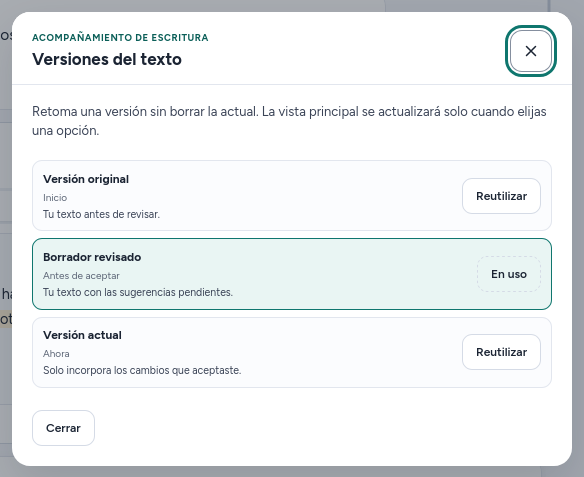 ACOMPAÑAMIENTO DE ESCRITURA
Versiones del texto
Retoma una versión sin borrar la actual. La vista principal se actualizará solo cuando elijas
una opción.
Versión original
Inicio
Tu texto antes de revisar.
Reutilizar
Borrador revisado
Antes de aceptar
Tu texto con las sugerencias pendientes.
En uso
Versión actual
Ahora
Solo incorpora los cambios que aceptaste.
Reutilizar
Cerrar